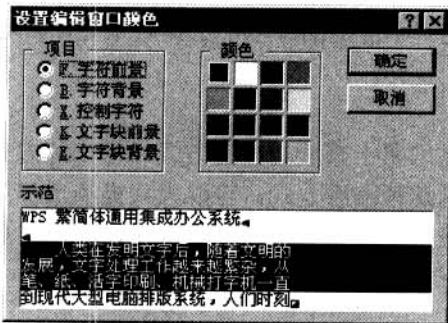 设置编辑窗口颜色
项目
F. 字符前景
B. 字符背景
X. 控制字符
K. 文字块前景
K. 文字块背景
颜色
确定
取消
示范
WPS 繁简体通用集成办公系统
人类在发明文字后，随着文明的
发展，文字处理工作越来越繁杂，从
笔、纸、活字印刷、机械打字机一直
到现代大型电脑排版系统，人们时刻